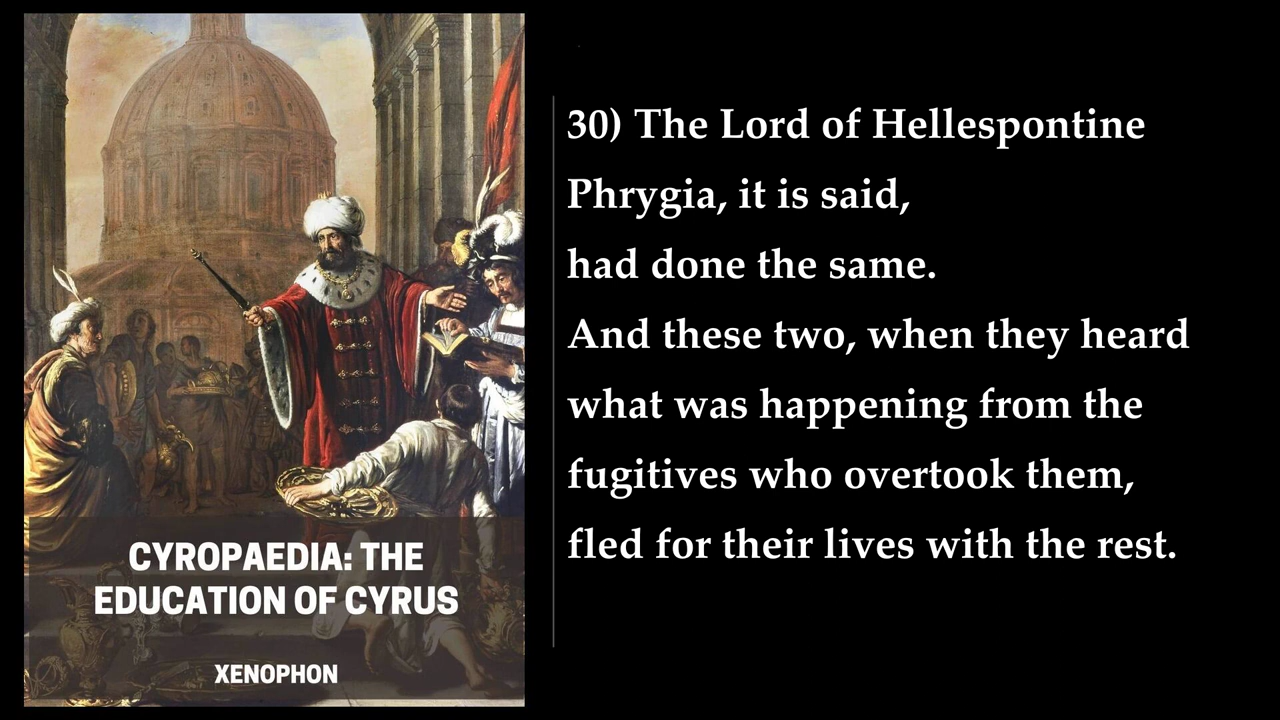 CYROPAEDIA: THE
EDUCATION OF CYRUS
XENOPHON
30) The Lord of Hellespontine
Phrygia, it is said,
had done the same.
And these two, when they heard
what was happening from the
fugitives who overtook them,
fled for their lives with the rest.